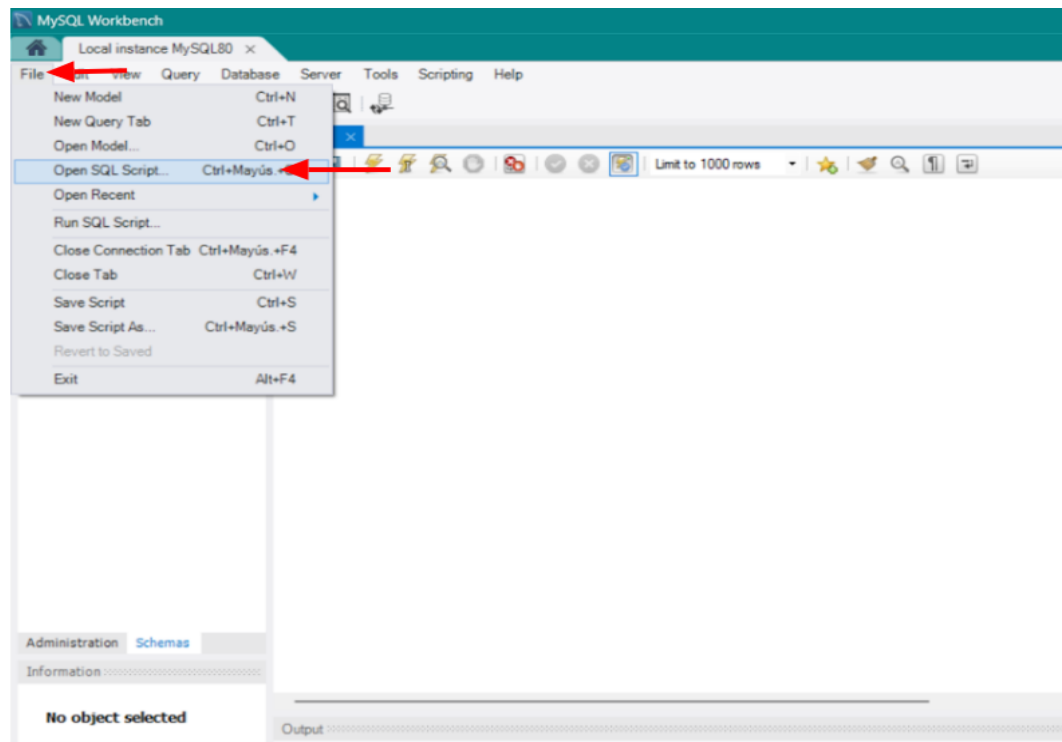 MySQL Workbench
Local instance MySQL80
File View Query Database Server Tools Scripting Help
New Model Ctrl+N
New Query Tab Ctrl+T
Open Model... Ctrl+O
Open SQL Script... Ctrl+Mayús.+
Limit to 1000 rows
Open Recent
Run SQL Script...
Close Connection Tab Ctrl+Mayús.+F4
Close Tab Ctrl+W
Save Script Ctrl+S
Save Script As... Ctrl+Mayús.+S
Revert to Saved
Exit Alt+F4
Administration Schemas
Information
No object selected
Output